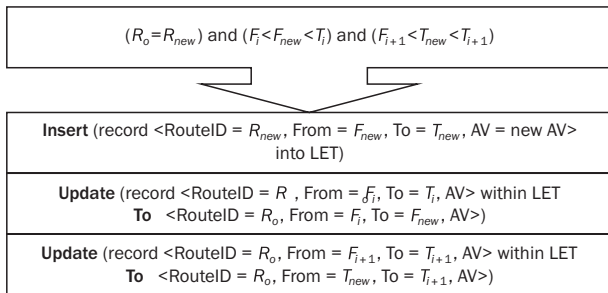 (R_o=R_new) and (F_i<F_new<T_i) and (F_i+1<T_new<T_i+1)
Insert (record <RouteID = R_new, From = F_new, To = T_new, AV = new AV>
into LET)
Update (record <RouteID = R , From = F_i, To = T_i, AV> within LET
To <RouteID = R_o, From = F_i, To = F_new, AV>)
Update (record <RouteID = R_o, From = F_i+1, To = T_i+1, AV> within LET
To <RouteID = R_o, From = T_new, To = T_i+1, AV>)